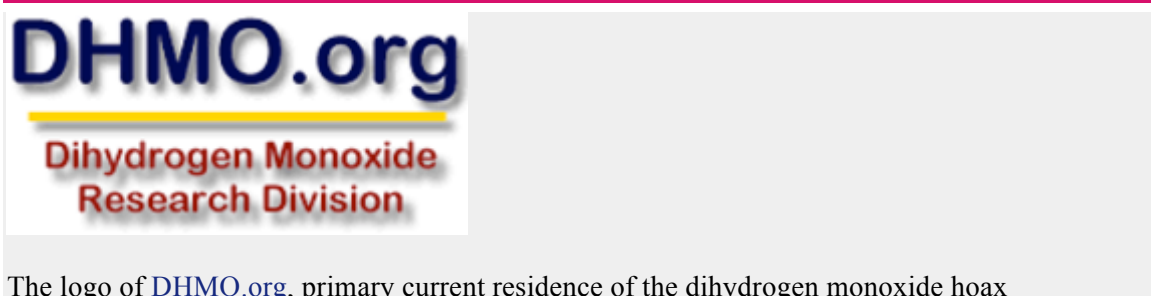 DHMO.org
Dihydrogen Monoxide
Research Division
The logo of DHMO.org, primary current residence of the dihydrogen monoxide hoax